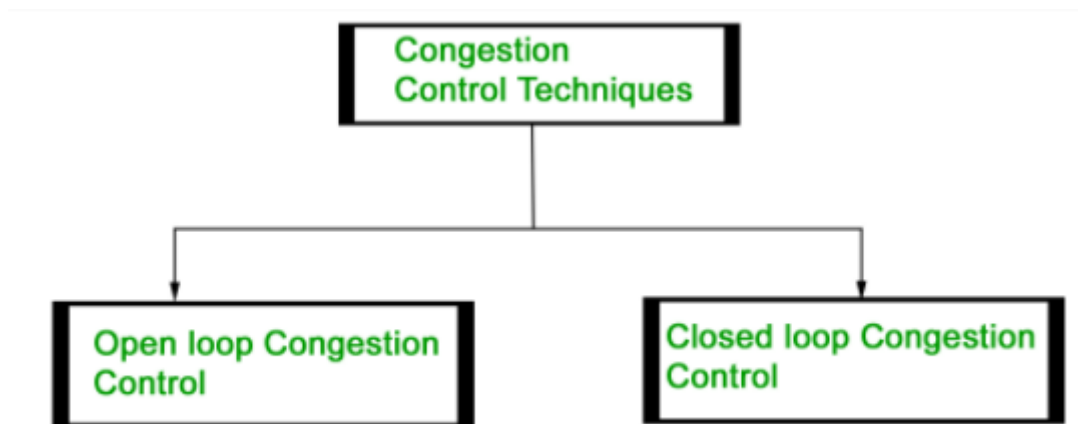 Congestion
Control Techniques
Open loop Congestion
Control
Closed loop Congestion
Control